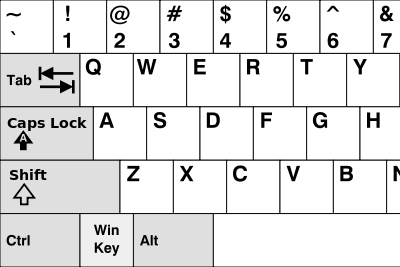 ~ ! @ # $ % ^ &
` 1 2 3 4 5 6 7
Tab Q W E R T Y
Caps Lock A S D F G H
A
Shift Z X C V B N
Ctrl Win Key Alt